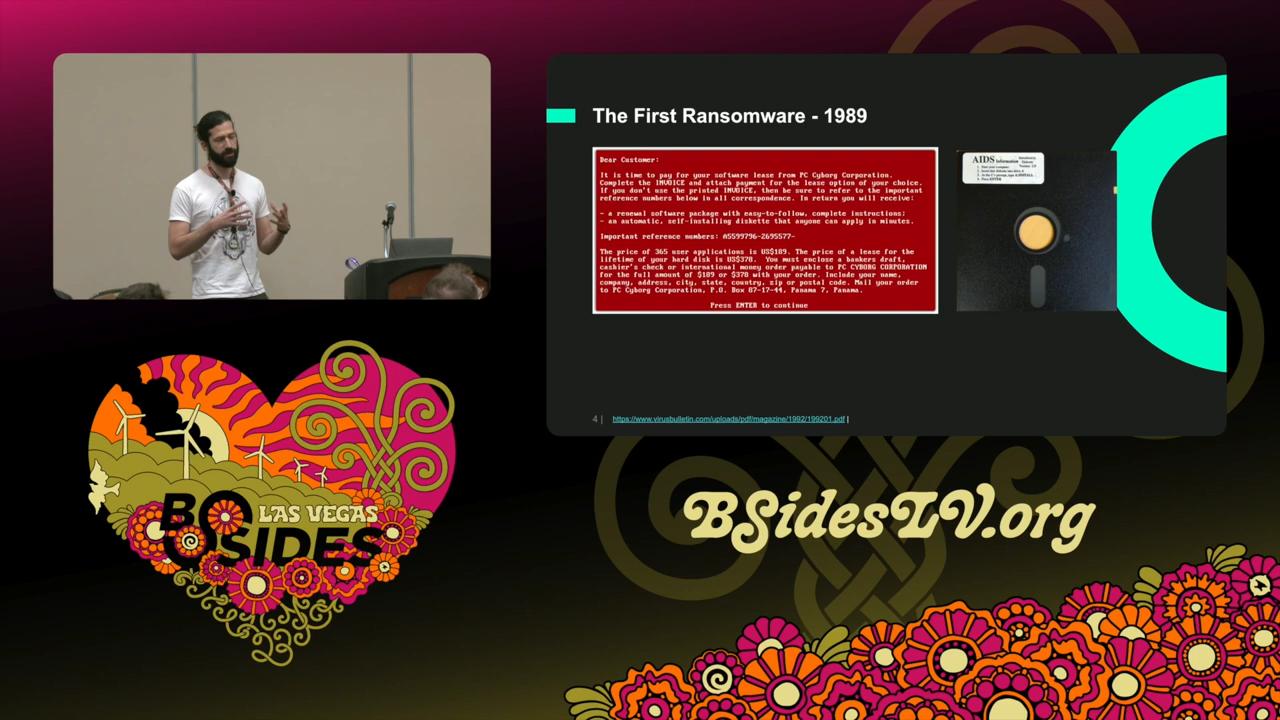 The First Ransomware - 1989
Dear Customer:
It is time to pay for your software lease from PC Cyborg Corporation.
Complete the INVOICE and attach payment for the lease option of your choice.
If you don't use the printed INVOICE, then be sure to refer to the important
reference numbers below in all correspondence. In return you will receive:
- a renewal software package with easy-to-follow, complete instructions;
- an automatic, self-installing diskette that anyone can apply in minutes.
Important reference numbers: A5599796-2695577-
The price of 365 user applications is US$189. The price of a lease for the
lifetime of your hard disk is US$378. You must enclose a bankers draft,
cashier's check or international money order payable to PC CYBORG CORPORATION
for the full amount of $189 or $378 with your order. Include your name,
company, address, city, state, country, zip or postal code. Mail your order
to PC Cyborg Corporation, P.O. Box 87-17-44, Panama 7, Panama.
Press ENTER to continue
AIDS Information
4 | https://www.virusbulletin.com/uploads/pdf/magazine/1992/199201.pdf |
BSIDES
LAS VEGAS
BSidesLV.org